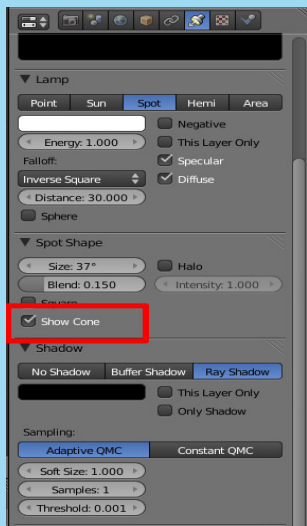 Lamp
Point Sun Spot Hemi Area
Negative
Energy: 1.000 This Layer Only
Falloff: Specular
Inverse Square Diffuse
Distance: 30.000
Sphere
Spot Shape
Size: 37° Halo
Blend: 0.150 Intensity: 1.000
Square
Show Cone
Shadow
No Shadow Buffer Shadow Ray Shadow
This Layer Only
Only Shadow
Sampling:
Adaptive QMC Constant QMC
Soft Size: 1.000
Samples: 1
Threshold: 0.001